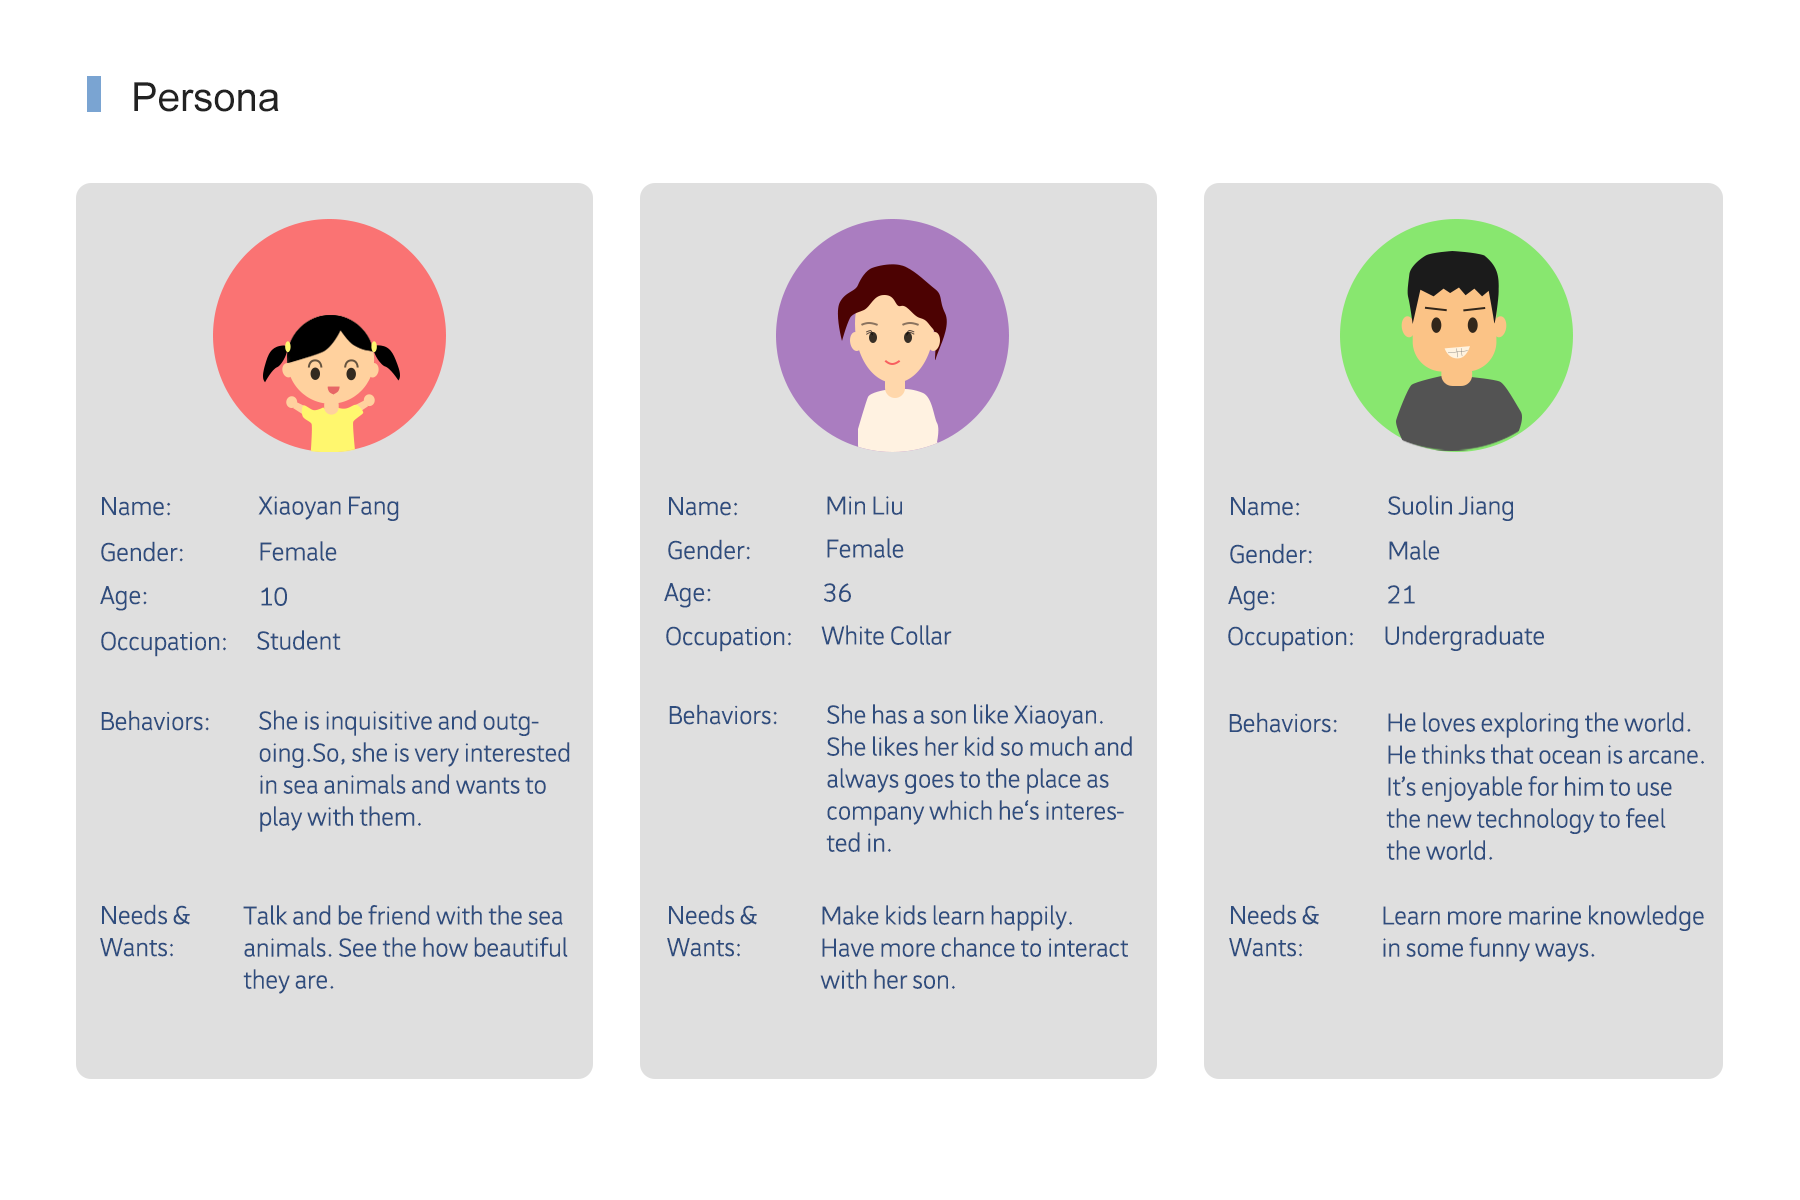 Persona
Name: Xiaoyan Fang
Gender: Female
Age: 10
Occupation: Student
Behaviors: She is inquisitive and outg-
oing.So, she is very interested
in sea animals and wants to
play with them.
Needs & Talk and be friend with the sea
Wants: animals. See the how beautiful
they are.
Name: Min Liu
Gender: Female
Age: 36
Occupation: White Collar
Behaviors: She has a son like Xiaoyan.
She likes her kid so much and
always goes to the place as
company which he‘s interes-
ted in.
Needs & Make kids learn happily.
Wants: Have more chance to interact
with her son.
Name: Suolin Jiang
Gender: Male
Age: 21
Occupation: Undergraduate
Behaviors: He loves exploring the world.
He thinks that ocean is arcane.
It’s enjoyable for him to use
the new technology to feel
the world.
Needs & Learn more marine knowledge
Wants: in some funny ways.